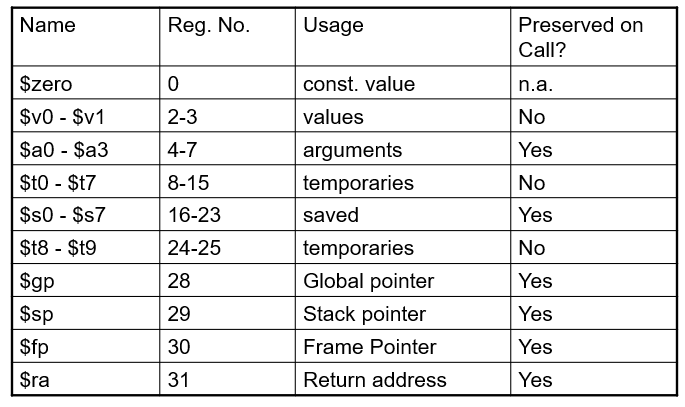 Name Reg. No. Usage Preserved on
Call?
$zero 0 const. value n.a.
$v0 - $v1 2-3 values No
$a0 - $a3 4-7 arguments Yes
$t0 - $t7 8-15 temporaries No
$s0 - $s7 16-23 saved Yes
$t8 - $t9 24-25 temporaries No
$gp 28 Global pointer Yes
$sp 29 Stack pointer Yes
$fp 30 Frame Pointer Yes
$ra 31 Return address Yes